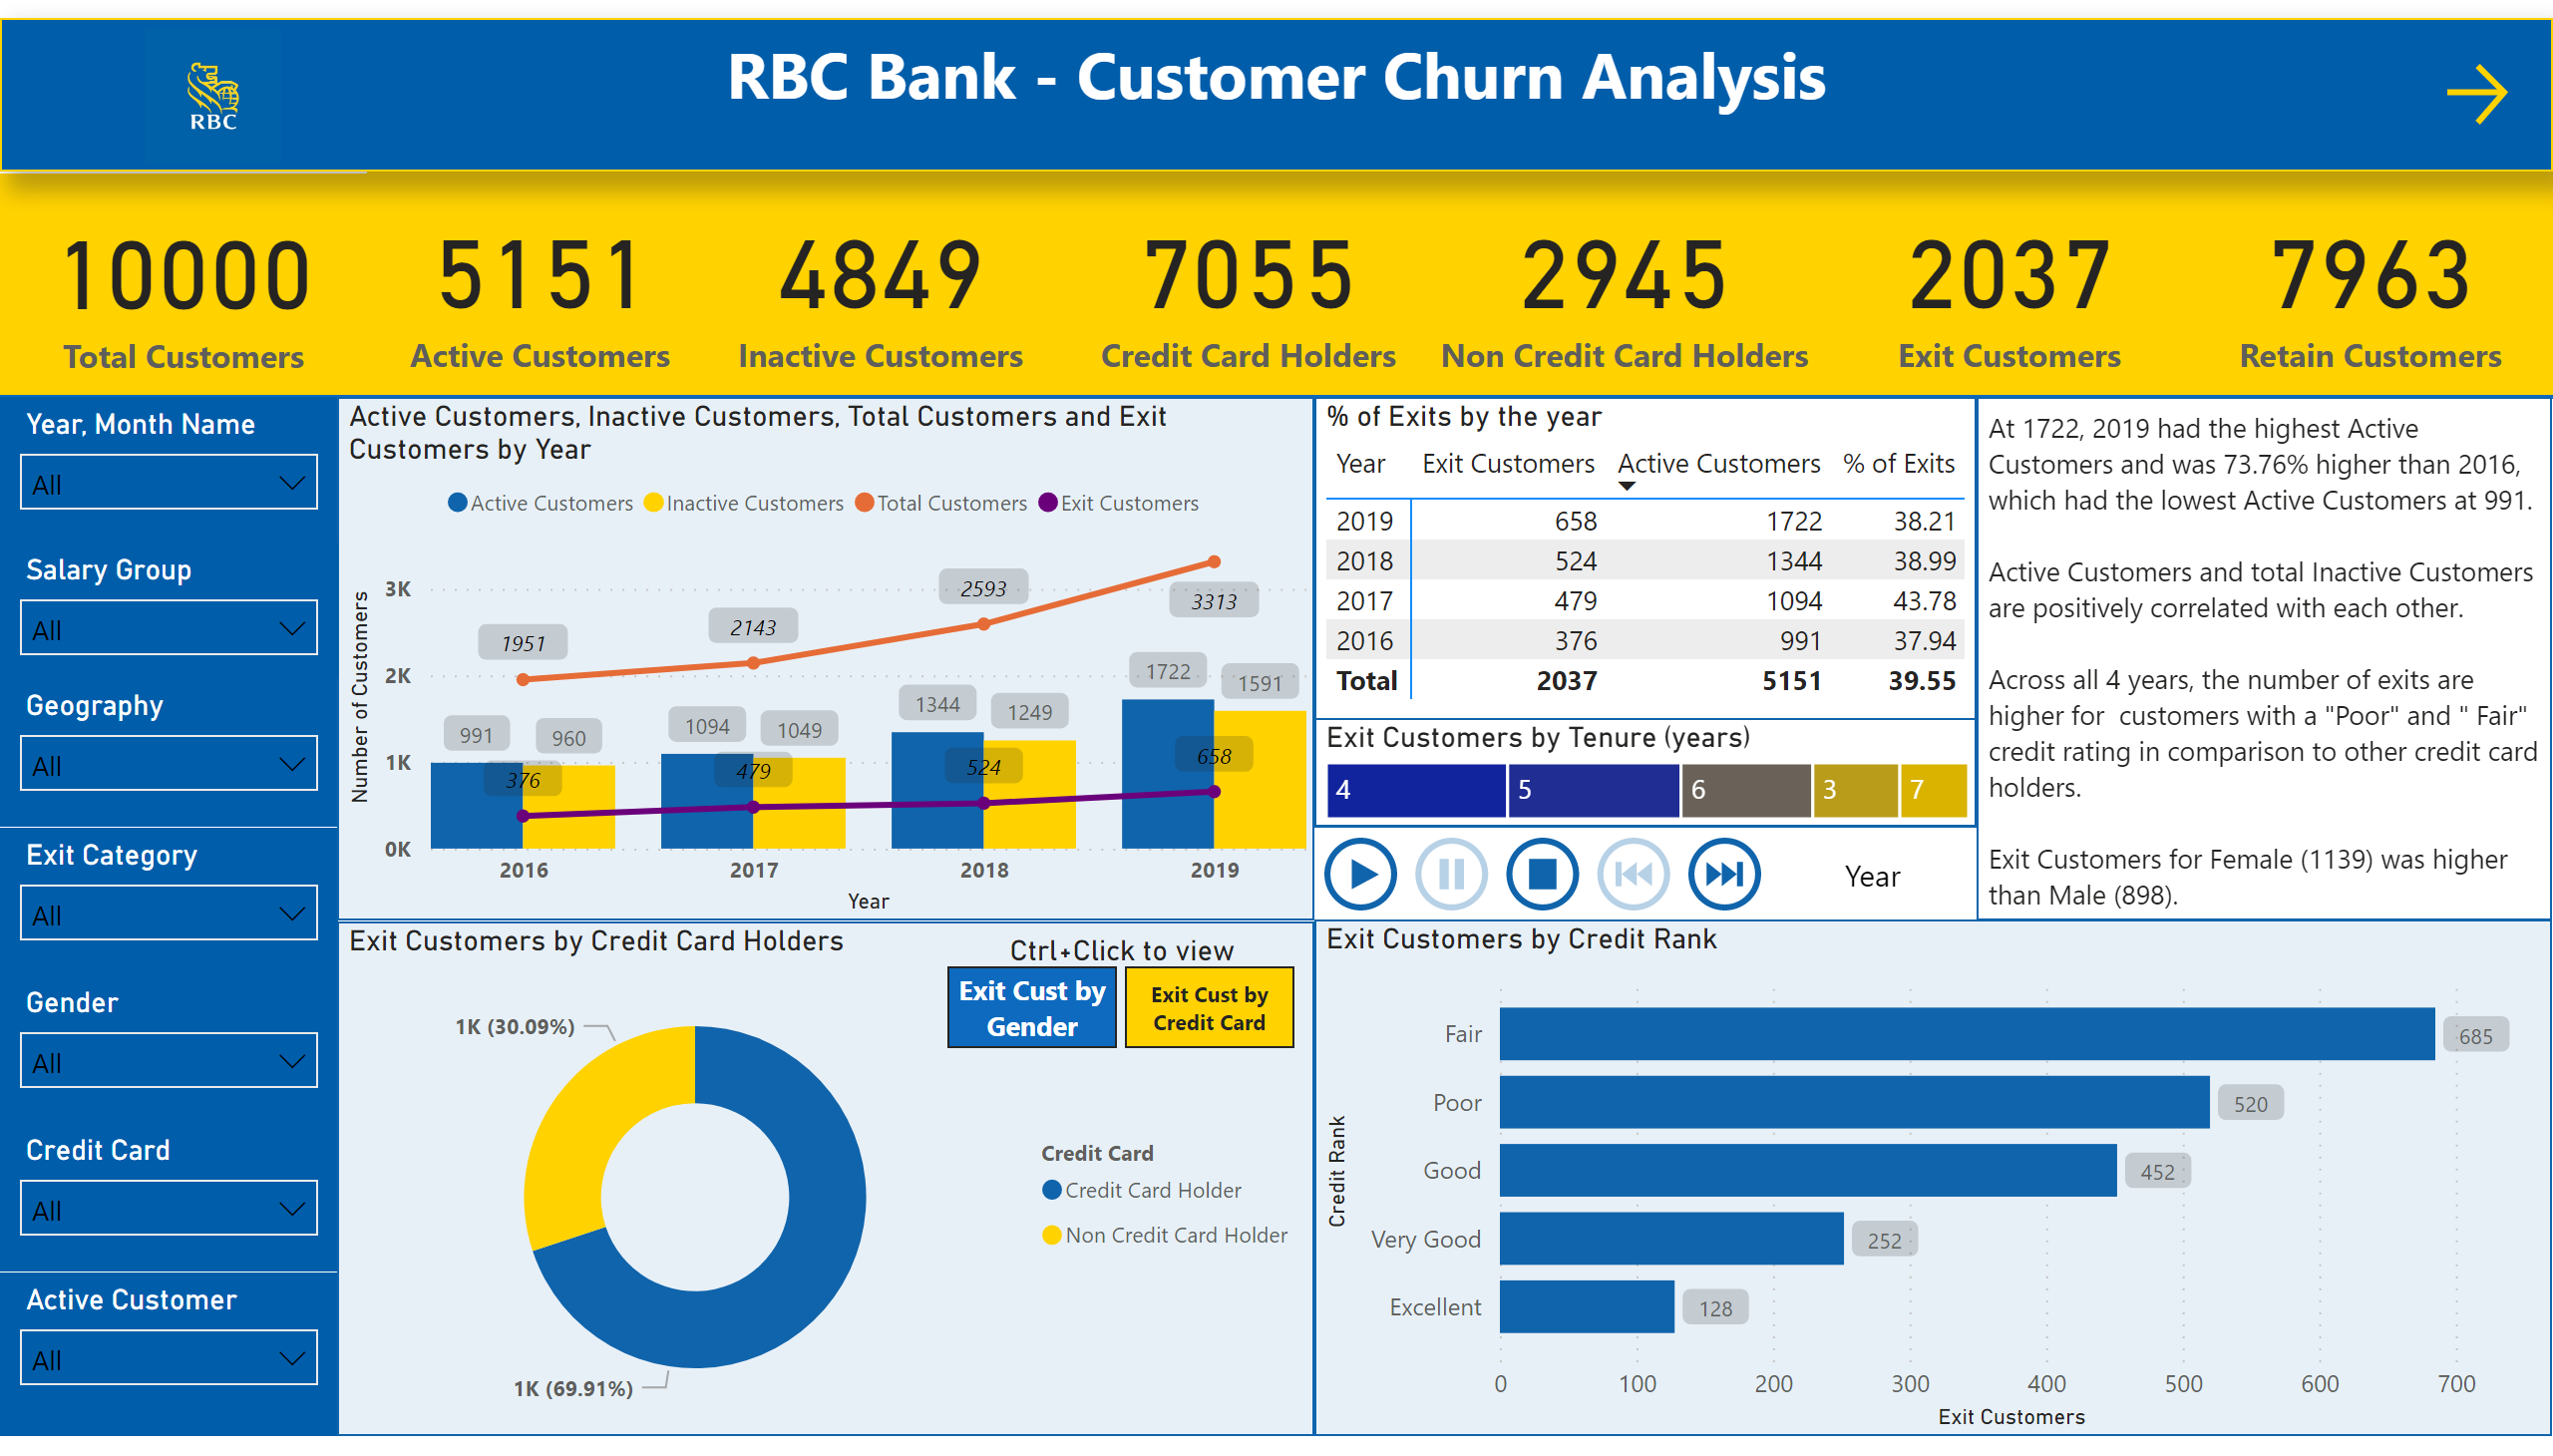 RBC Bank - Customer Churn Analysis
RBC
10000
Total Customers
5151
Active Customers
4849
Inactive Customers
7055
Credit Card Holders
2945
Non Credit Card Holders
2037
Exit Customers
7963
Retain Customers
Year, Month Name
All
Salary Group
All
Geography
All
Exit Category
All
Gender
All
Credit Card
All
Active Customer
All
Active Customers, Inactive Customers, Total Customers and Exit
Customers by Year
Active Customers Inactive Customers Total Customers Exit Customers
Number of Customers
3K
2K
1K
0K
1951
2143
2593
3313
991
960
1094
1049
1344
1249
1722
1591
376
479
524
658
2016 2017 2018 2019
Year
% of Exits by the year
Year Exit Customers Active Customers % of Exits
2019 658 1722 38.21
2018 524 1344 38.99
2017 479 1094 43.78
2016 376 991 37.94
Total 2037 5151 39.55
Exit Customers by Tenure (years)
4 5 6 3 7
Year
At 1722, 2019 had the highest Active
Customers and was 73.76% higher than 2016,
which had the lowest Active Customers at 991.
Active Customers and total Inactive Customers
are positively correlated with each other.
Across all 4 years, the number of exits are
higher for  customers with a "Poor" and " Fair"
credit rating in comparison to other credit card
holders.
Exit Customers for Female (1139) was higher
than Male (898).
Exit Customers by Credit Card Holders
Ctrl+Click to view
Exit Cust by
Gender
Exit Cust by
Credit Card
1K (30.09%)
1K (69.91%)
Credit Card
Credit Card Holder
Non Credit Card Holder
Exit Customers by Credit Rank
Credit Rank
Fair 685
Poor 520
Good 452
Very Good 252
Excellent 128
0 100 200 300 400 500 600 700
Exit Customers